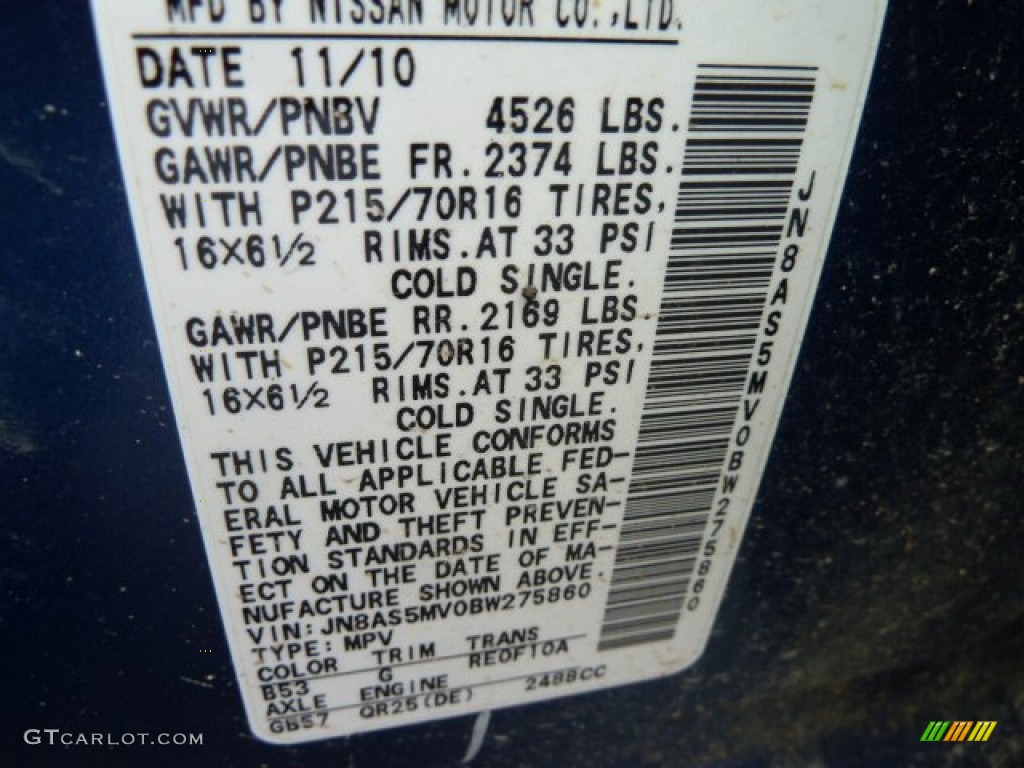 MFD BY NISSAN MOTOR CO.,LTD.
DATE 11/10
GVWR/PNBV 4526 LBS.
GAWR/PNBE FR. 2374 LBS.
WITH P215/70R16 TIRES,
16X6½ RIMS.AT 33 PSI
COLD SINGLE.
GAWR/PNBE RR. 2169 LBS.
WITH P215/70R16 TIRES,
16X6½ RIMS.AT 33 PSI
COLD SINGLE.
THIS VEHICLE CONFORMS
TO ALL APPLICABLE FED-
ERAL MOTOR VEHICLE SA-
FETY AND THEFT PREVEN-
TION STANDARDS IN EFF-
ECT ON THE DATE OF MA-
NUFACTURE SHOWN ABOVE.
VIN:JN8AS5MV0BW275860
TYPE:MPV
COLOR TRIM TRANS
B53 G RE0F10A
AXLE ENGINE
GB57 QR25(DE) 2488CC
JN8AS5MV0BW275860
GTCARLOT.COM